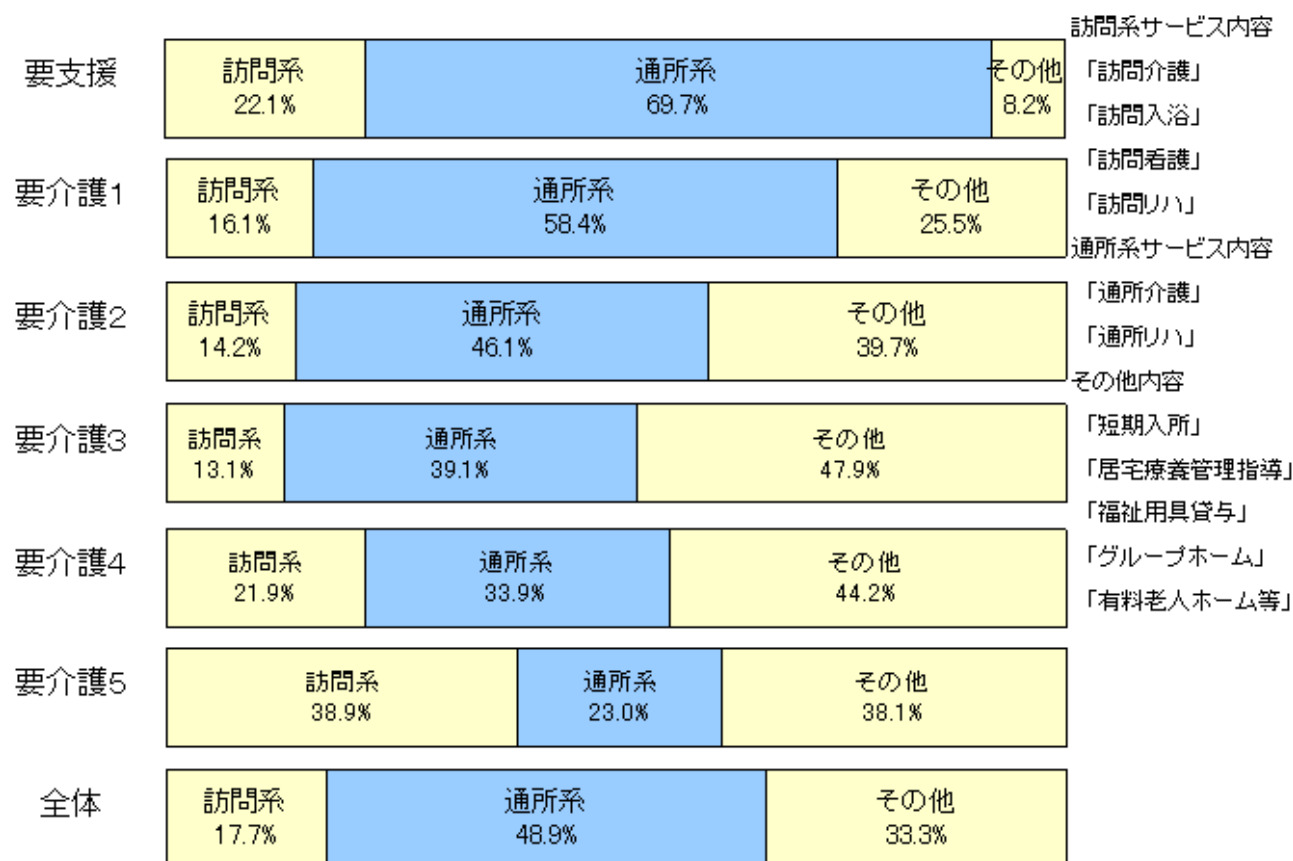 訪問系サービス内容
要支援
訪問系
通所系
その他
22.1%
69.7%
8.2%
「訪問介護」
「訪問入浴」
「訪問看護」
「訪問リハ」
要介護1
訪問系
通所系
その他
16.1%
58.4%
25.5%
通所系サービス内容
「通所介護」
「通所リハ」
要介護2
訪問系
通所系
その他
14.2%
46.1%
39.7%
その他内容
「短期入所」
「居宅療養管理指導」
「福祉用具貸与」
「グループホーム」
「有料老人ホーム等」
要介護3
訪問系
通所系
その他
13.1%
39.1%
47.9%
要介護4
訪問系
通所系
その他
21.9%
33.9%
44.2%
要介護5
訪問系
通所系
その他
38.9%
23.0%
38.1%
全体
訪問系
通所系
その他
17.7%
48.9%
33.3%